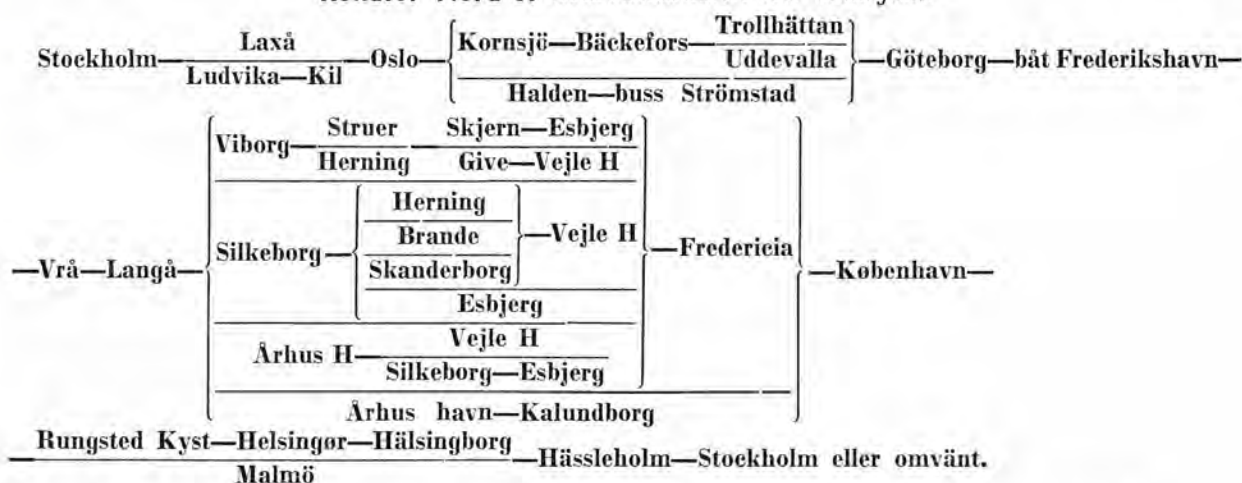 Stockholm—Laxå—Oslo—Kornsjö—Bäckefors—Trollhättan—Göteborg—båt Frederikshavn—
Ludvika—Kil
Uddevalla
Halden—buss Strömstad
—Vrå—Langå—Viborg—Struer—Skjern—Esbjerg
Herning
Give—Vejle H
Silkeborg—Herning—Vejle H—Fredericia—København—
Brande
Skanderborg
Esbjerg
Århus H—Vejle H
Silkeborg—Esbjerg
Århus havn—Kalundborg
—Rungsted Kyst—Helsingør—Hälsingborg—Hässleholm—Stockholm eller omvänt.
Malmö